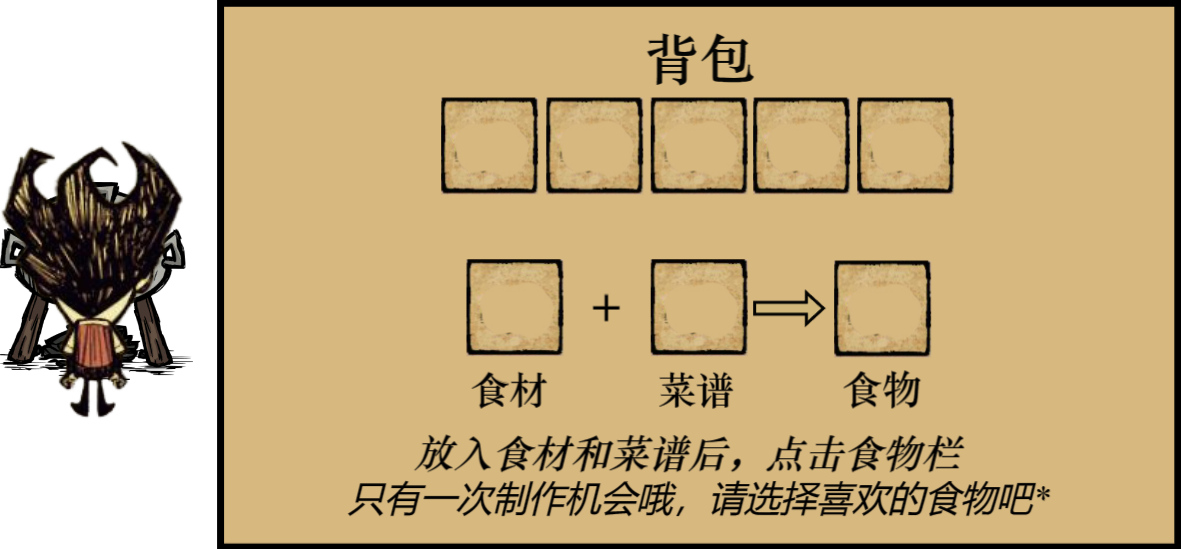 背包
+
食材 菜谱 食物
放入食材和菜谱后，点击食物栏
只有一次制作机会哦，请选择喜欢的食物吧*